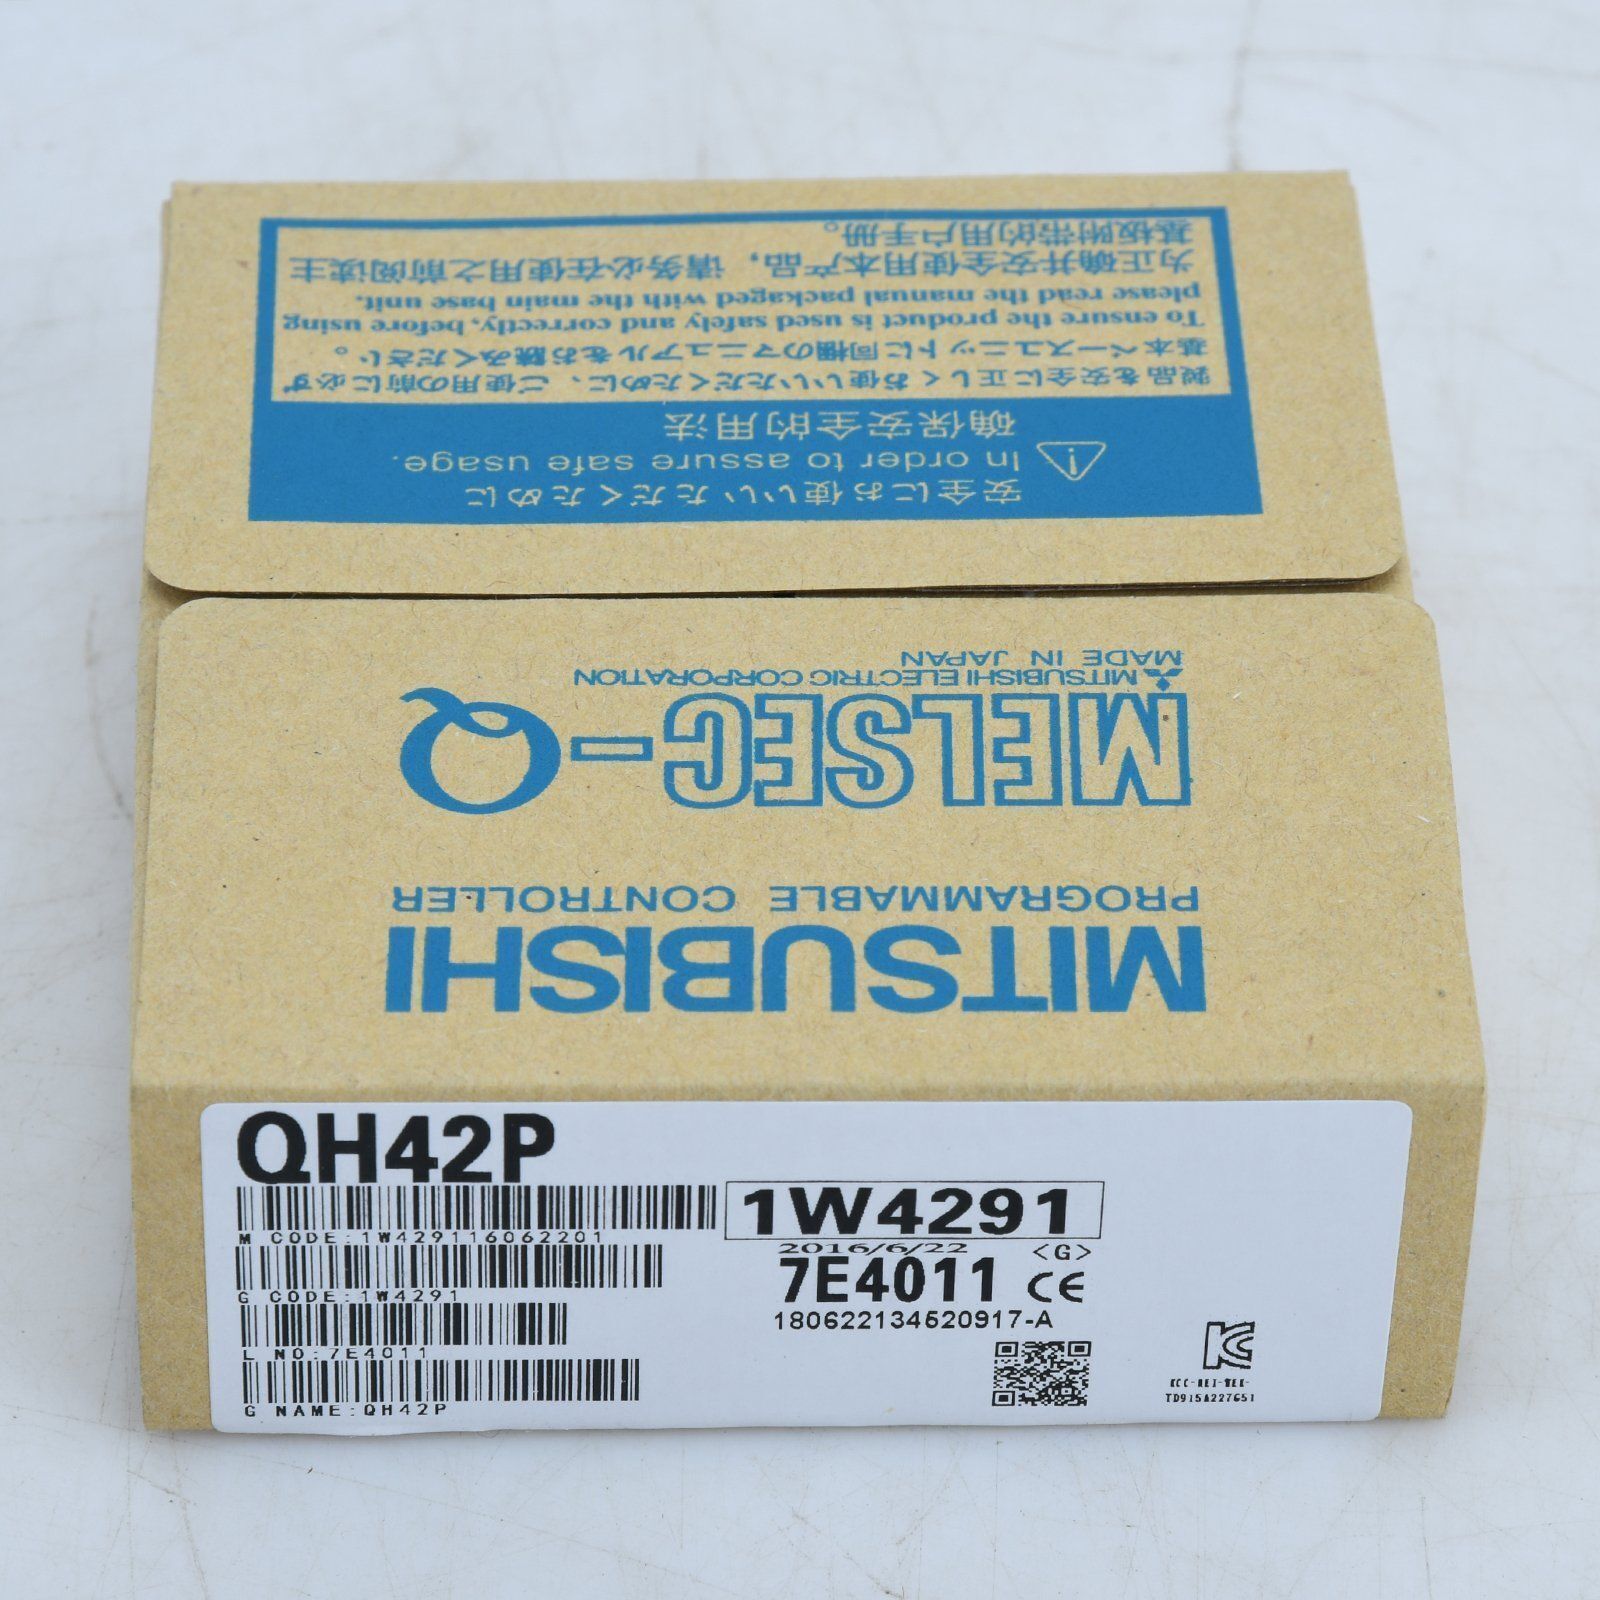 安全にお使いいただくために
In order to assure safe usage.
确保安全的用法
製品を安全に正しくお使いいただくために、ご使用の前に必ず
基本ベースユニットに同梱のマニュアルをお読みください。
To ensure the product is used safely and correctly, before using
please read the manual packaged with the main base unit.
为正确并安全使用本产品，请务必在使用之前阅读主
基板附带的用户手册。
MITSUBISHI
PROGRAMMABLE CONTROLLER
MELSEC-Q
MITSUBISHI ELECTRIC CORPORATION
MADE IN JAPAN
QH42P
M CODE:1W429116062201
1W4291
2016/6/22 <G>
G CODE:1W4291
7E4011 CE
180622134520917-A
L NO:7E4011
G NAME:QH42P
KCC-REI-MEK-
TD915A227G51